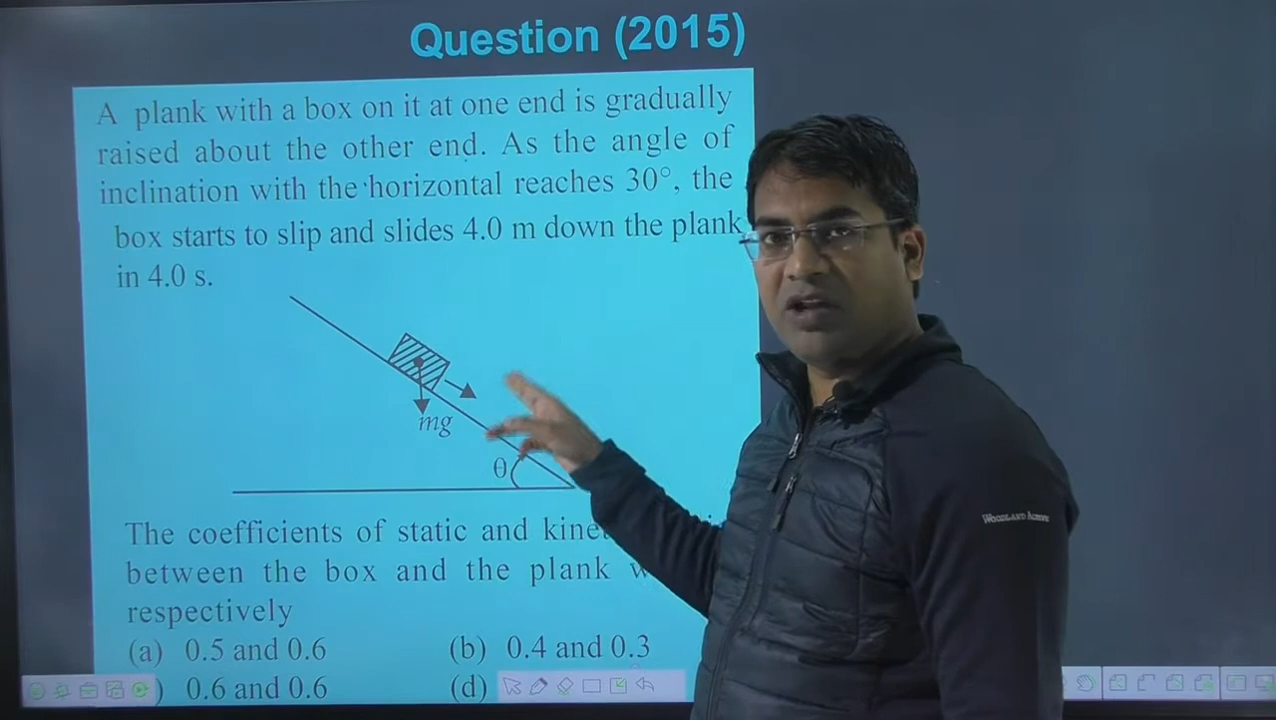 Question (2015)
A plank with a box on it at one end is gradually
raised about the other end. As the angle of
inclination with the horizontal reaches 30°, the
box starts to slip and slides 4.0 m down the plank
in 4.0 s.
mg
θ
The coefficients of static and
between the box and the plank
respectively
(a) 0.5 and 0.6
(b) 0.4 and 0.3
) 0.6 and 0.6
(d)
WOODLAND